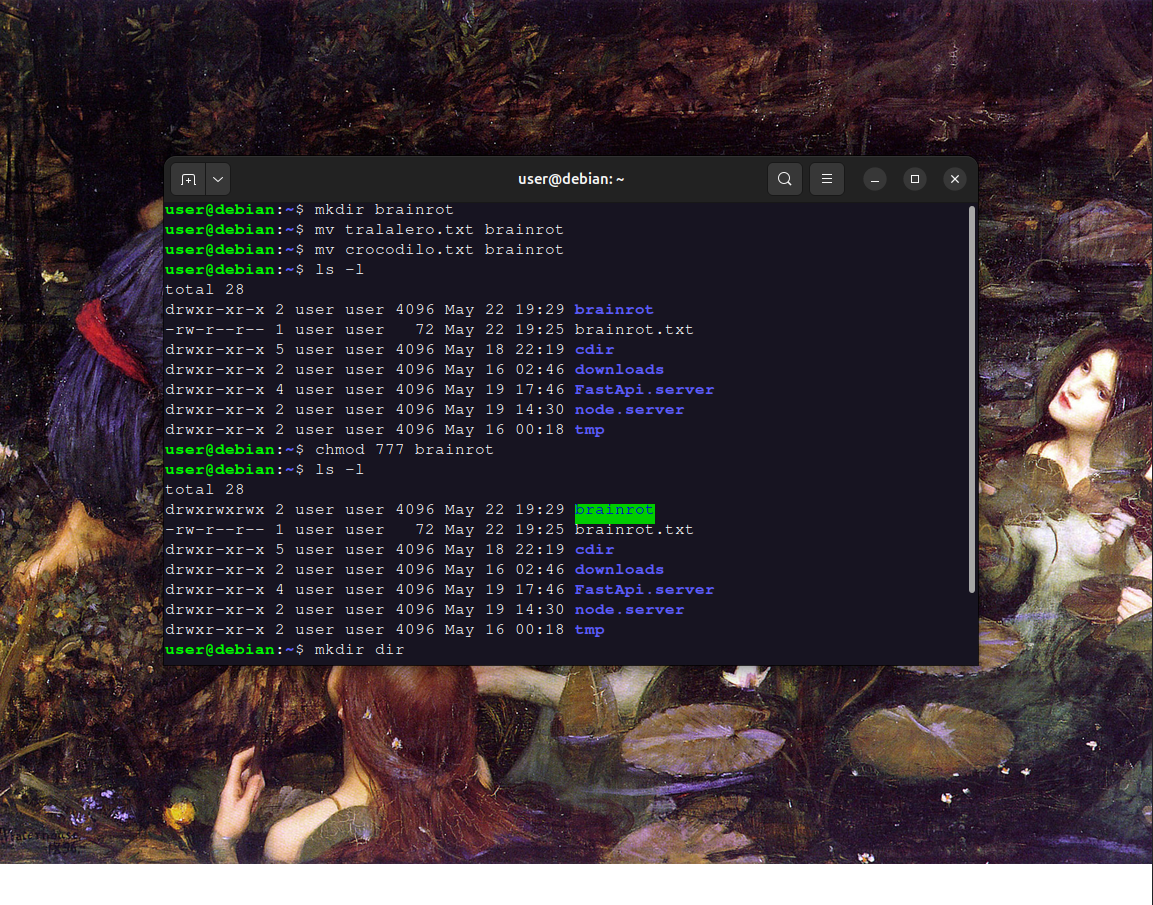 user@debian: ~
user@debian:~$ mkdir brainrot
user@debian:~$ mv tralalero.txt brainrot
user@debian:~$ mv crocodilo.txt brainrot
user@debian:~$ ls -l
total 28
drwxr-xr-x 2 user user 4096 May 22 19:29 brainrot
-rw-r--r-- 1 user user   72 May 22 19:25 brainrot.txt
drwxr-xr-x 5 user user 4096 May 18 22:19 cdir
drwxr-xr-x 2 user user 4096 May 16 02:46 downloads
drwxr-xr-x 4 user user 4096 May 19 17:46 FastApi.server
drwxr-xr-x 2 user user 4096 May 19 14:30 node.server
drwxr-xr-x 2 user user 4096 May 16 00:18 tmp
user@debian:~$ chmod 777 brainrot
user@debian:~$ ls -l
total 28
drwxrwxrwx 2 user user 4096 May 22 19:29 brainrot
-rw-r--r-- 1 user user   72 May 22 19:25 brainrot.txt
drwxr-xr-x 5 user user 4096 May 18 22:19 cdir
drwxr-xr-x 2 user user 4096 May 16 02:46 downloads
drwxr-xr-x 4 user user 4096 May 19 17:46 FastApi.server
drwxr-xr-x 2 user user 4096 May 19 14:30 node.server
drwxr-xr-x 2 user user 4096 May 16 00:18 tmp
user@debian:~$ mkdir dir